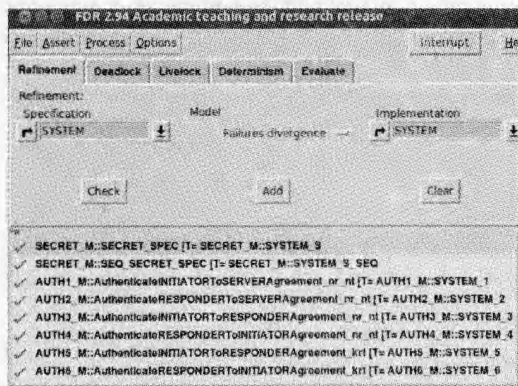 FDR 2.94 Academic teaching and research release
File Assert Process Options Interrupt He
Refinement Deadlock Livelock Determinism Evaluate
Refinement:
Specification Model Implementation
SYSTEM Failures divergence SYSTEM
Check Add Clear
SECRET_M::SECRET_SPEC [T= SECRET_M::SYSTEM_S
SECRET_M::SEQ_SECRET_SPEC [T= SECRET_M::SYSTEM_S_SEQ
AUTH1_M::AuthenticateINITIATORToSERVERAgreement_nr_nt [T= AUTH1_M::SYSTEM_1
AUTH2_M::AuthenticateRESPONDERToSERVERAgreement_nr_nt [T= AUTH2_M::SYSTEM_2
AUTH3_M::AuthenticateINITIATORToRESPONDERAgreement_nr_nt [T= AUTH3_M::SYSTEM_3
AUTH4_M::AuthenticateRESPONDERToINITIATORAgreement_nr_nt [T= AUTH4_M::SYSTEM_4
AUTH5_M::AuthenticateINITIATORToRESPONDERAgreement_krt [T= AUTH5_M::SYSTEM_5
AUTH6_M::AuthenticateRESPONDERToINITIATORAgreement_krt [T= AUTH6_M::SYSTEM_6